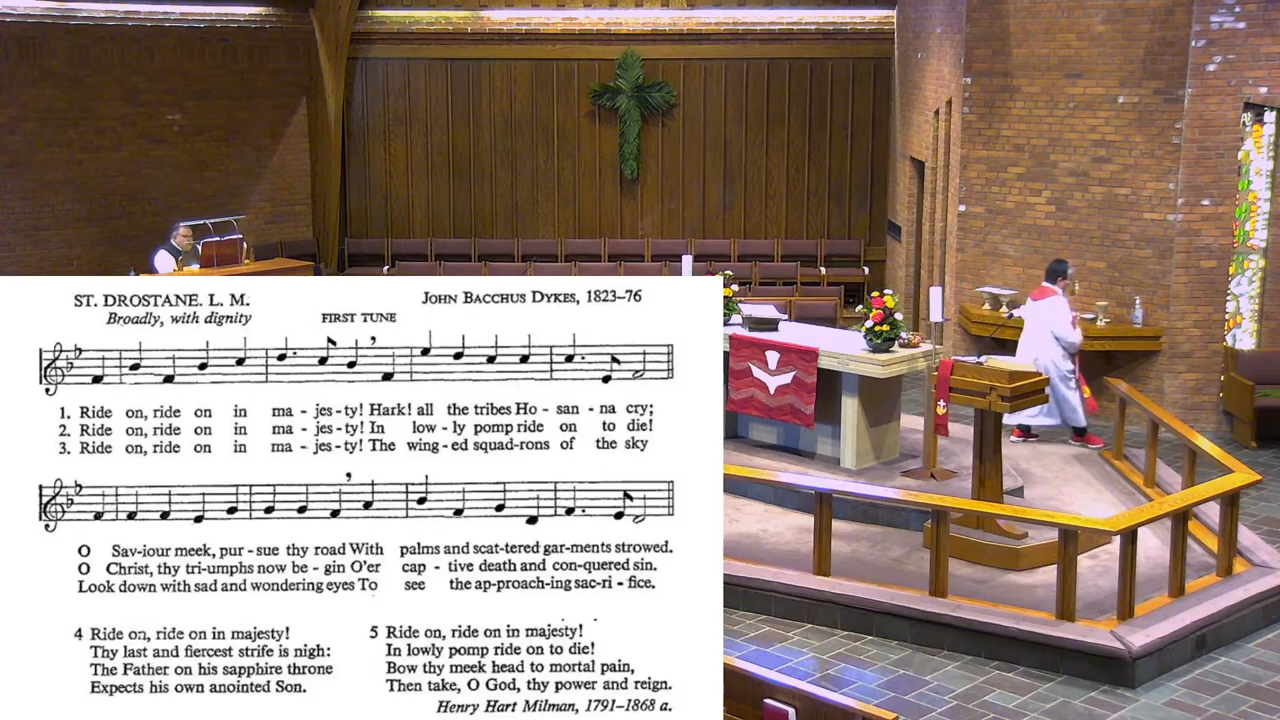 ST. DROSTANE. L. M.
JOHN BACCHUS DYKES, 1823-76
Broadly, with dignity
FIRST TUNE
1. Ride on, ride on in ma - jes - ty! Hark! all the tribes Ho - san - na cry;
2. Ride on, ride on in ma - jes - ty! In low - ly pomp ride on to die!
3. Ride on, ride on in ma - jes - ty! The wing - ed squad - rons of the sky
O Sav - iour meek, pur - sue thy road With palms and scat - tered gar - ments strowed.
O Christ, thy tri - umphs now be - gin O'er cap - tive death and con - quered sin.
Look down with sad and wondering eyes To see the ap - proach - ing sac - ri - fice.
4 Ride on, ride on in majesty!
Thy last and fiercest strife is nigh:
The Father on his sapphire throne
Expects his own anointed Son.
5 Ride on, ride on in majesty!
In lowly pomp ride on to die!
Bow thy meek head to mortal pain,
Then take, O God, thy power and reign.
Henry Hart Milman, 1791-1868 a.